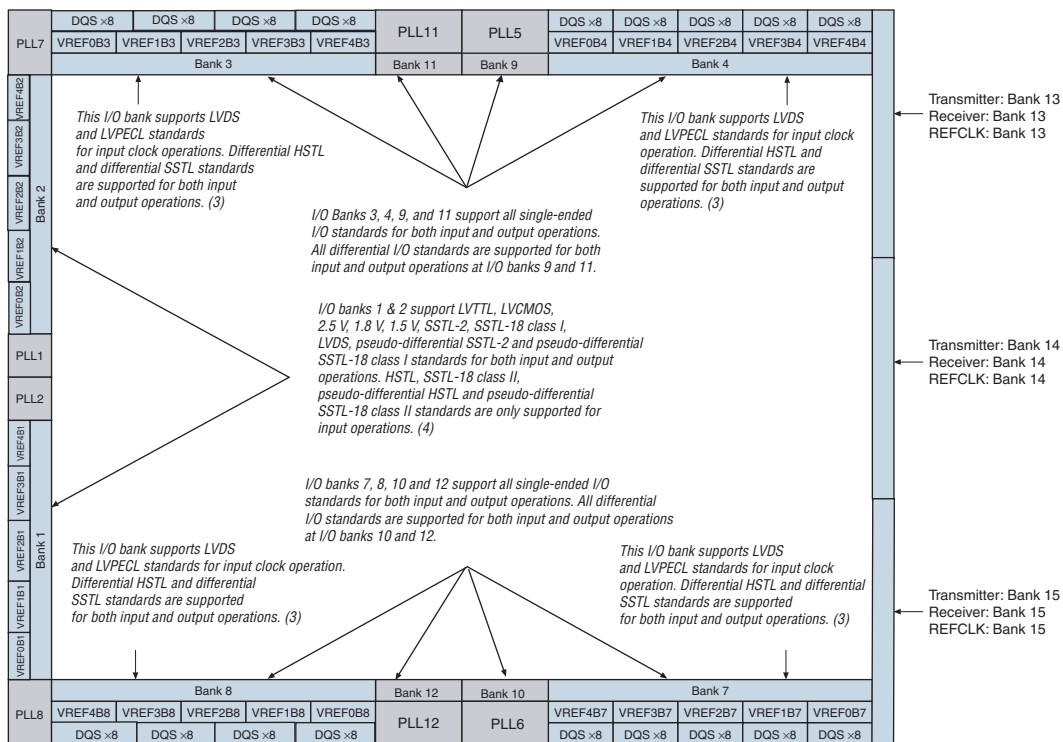 PLL7
DQS ×8 DQS ×8 DQS ×8 DQS ×8
VREF0B3 VREF1B3 VREF2B3 VREF3B3 VREF4B3
Bank 3
PLL11 PLL5
Bank 11 Bank 9
DQS ×8 DQS ×8 DQS ×8 DQS ×8 DQS ×8
VREF0B4 VREF1B4 VREF2B4 VREF3B4 VREF4B4
Bank 4
VREF4B2
VREF3B2
VREF2B2
VREF1B2
VREF0B2
Bank 2
This I/O bank supports LVDS
and LVPECL standards
for input clock operations. Differential HSTL
and differential SSTL standards
are supported for both input
and output operations. (3)
This I/O bank supports LVDS
and LVPECL standards for input clock
operation. Differential HSTL and
differential SSTL standards are
supported for both input and output
operations. (3)
Transmitter: Bank 13
Receiver: Bank 13
REFCLK: Bank 13
I/O Banks 3, 4, 9, and 11 support all single-ended
I/O standards for both input and output operations.
All differential I/O standards are supported for both
input and output operations at I/O banks 9 and 11.
PLL1
PLL2
I/O banks 1 & 2 support LVTTL, LVCMOS,
2.5 V, 1.8 V, 1.5 V, SSTL-2, SSTL-18 class I,
LVDS, pseudo-differential SSTL-2 and pseudo-differential
SSTL-18 class I standards for both input and output
operations. HSTL, SSTL-18 class II,
pseudo-differential HSTL and pseudo-differential
SSTL-18 class II standards are only supported for
input operations. (4)
Transmitter: Bank 14
Receiver: Bank 14
REFCLK: Bank 14
VREF4B1
VREF3B1
VREF2B1
VREF1B1
VREF0B1
Bank 1
I/O banks 7, 8, 10 and 12 support all single-ended I/O
standards for both input and output operations. All differential
I/O standards are supported for both input and output operations
at I/O banks 10 and 12.
This I/O bank supports LVDS
and LVPECL standards for input clock operation.
Differential HSTL and differential
SSTL standards are supported
for both input and output operations. (3)
This I/O bank supports LVDS
and LVPECL standards for input clock
operation. Differential HSTL and differential
SSTL standards are supported
for both input and output operations. (3)
Transmitter: Bank 15
Receiver: Bank 15
REFCLK: Bank 15
PLL8
Bank 8
VREF4B8 VREF3B8 VREF2B8 VREF1B8 VREF0B8
DQS ×8 DQS ×8 DQS ×8 DQS ×8
Bank 12 Bank 10
PLL12 PLL6
Bank 7
VREF4B7 VREF3B7 VREF2B7 VREF1B7 VREF0B7
DQS ×8 DQS ×8 DQS ×8 DQS ×8 DQS ×8